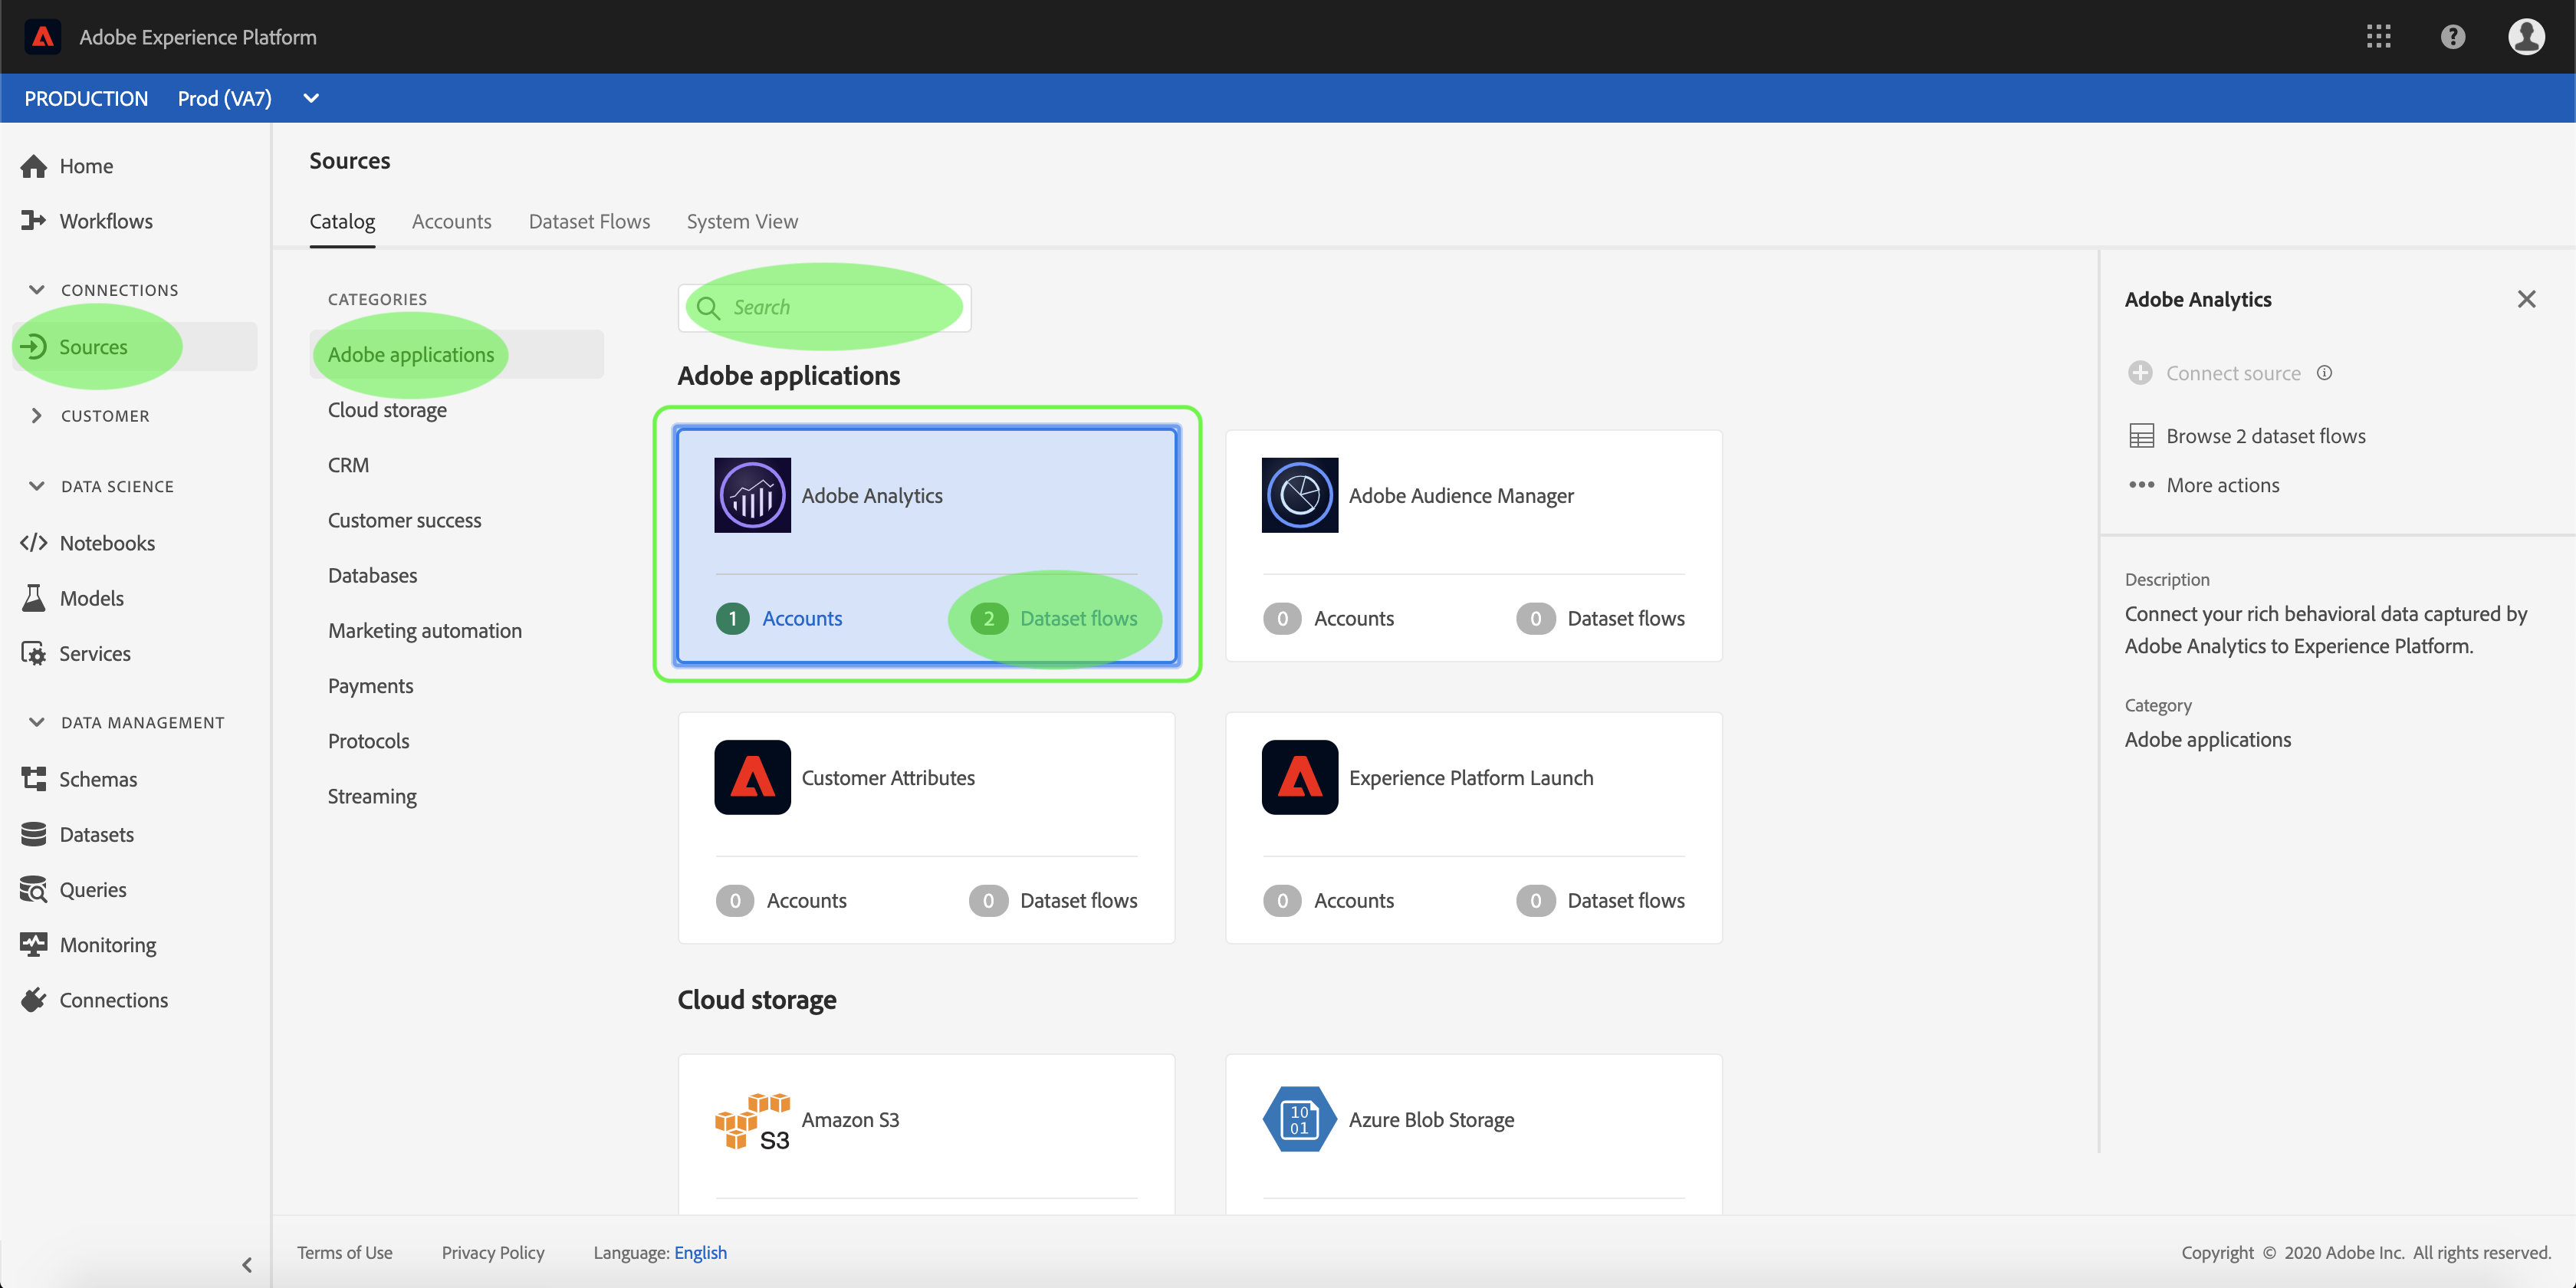 Adobe Experience Platform
PRODUCTION Prod (VA7)
Home
Workflows
CONNECTIONS
Sources
CUSTOMER
DATA SCIENCE
Notebooks
Models
Services
DATA MANAGEMENT
Schemas
Datasets
Queries
Monitoring
Connections
Sources
Catalog Accounts Dataset Flows System View
CATEGORIES
Adobe applications
Cloud storage
CRM
Customer success
Databases
Marketing automation
Payments
Protocols
Streaming
Search
Adobe applications
Adobe Analytics
1 Accounts 2 Dataset flows
Adobe Audience Manager
0 Accounts 0 Dataset flows
Customer Attributes
0 Accounts 0 Dataset flows
Experience Platform Launch
0 Accounts 0 Dataset flows
Cloud storage
S3 Amazon S3
10
01
Azure Blob Storage
Adobe Analytics
Connect source
Browse 2 dataset flows
More actions
Description
Connect your rich behavioral data captured by
Adobe Analytics to Experience Platform.
Category
Adobe applications
Terms of Use Privacy Policy Language: English
Copyright © 2020 Adobe Inc. All rights reserved.